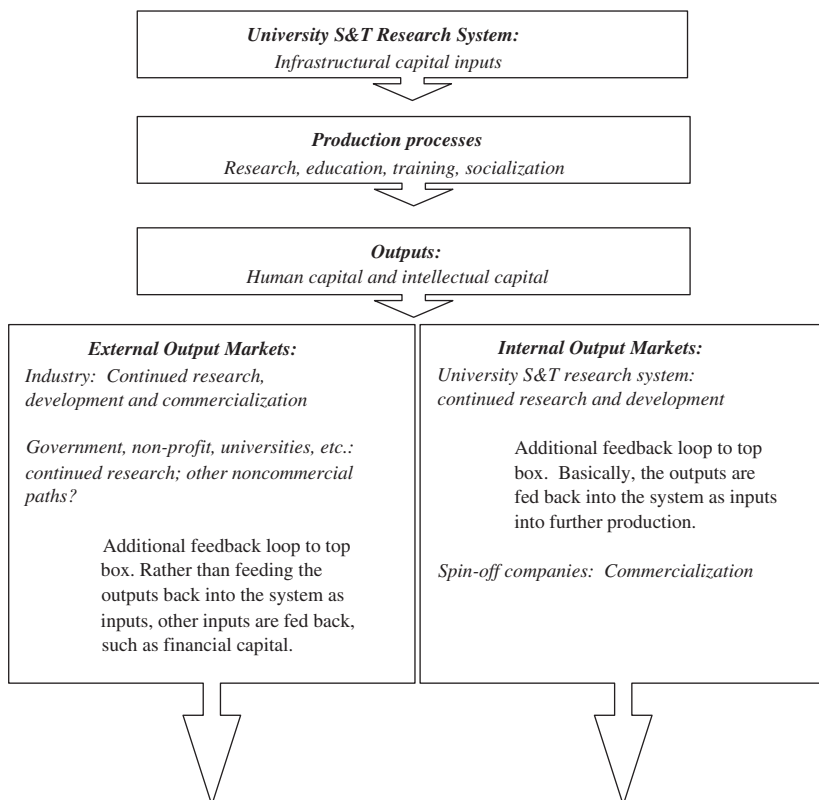 University S&T Research System:
Infrastructural capital inputs
Production processes
Research, education, training, socialization
Outputs:
Human capital and intellectual capital
External Output Markets:
Industry: Continued research,
development and commercialization
Government, non-profit, universities, etc.:
continued research; other noncommercial
paths?
Additional feedback loop to top
box. Rather than feeding the
outputs back into the system as
inputs, other inputs are fed back,
such as financial capital.
Internal Output Markets:
University S&T research system:
continued research and development
Additional feedback loop to top
box. Basically, the outputs are
fed back into the system as inputs
into further production.
Spin-off companies: Commercialization